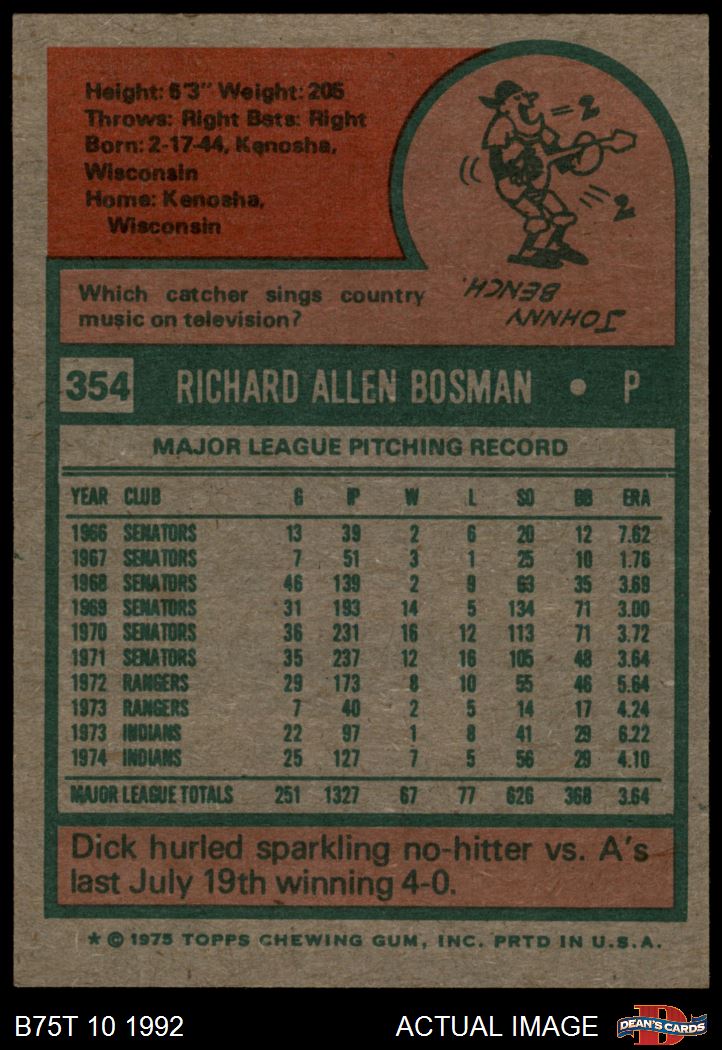 Height: 6'3" Weight: 205
Throws: Right Bats: Right
Born: 2-17-44, Kenosha,
Wisconsin
Home: Kenosha,
Wisconsin
= 2
= 2
Which catcher sings country
music on television?
JOHNNY
BENCH.
354 RICHARD ALLEN BOSMAN • P
MAJOR LEAGUE PITCHING RECORD
YEAR CLUB G IP W L SO BB ERA
1966 SENATORS 13 39 2 6 20 12 7.62
1967 SENATORS 7 51 3 1 25 10 1.76
1968 SENATORS 46 139 2 9 63 35 3.69
1969 SENATORS 31 193 14 5 134 71 3.00
1970 SENATORS 36 231 16 12 113 71 3.72
1971 SENATORS 35 237 12 16 105 48 3.64
1972 RANGERS 29 173 8 10 55 46 5.64
1973 RANGERS 7 40 2 5 14 17 4.24
1973 INDIANS 22 97 1 8 41 29 6.22
1974 INDIANS 25 127 7 5 56 29 4.10
MAJOR LEAGUE TOTALS 251 1327 67 77 626 368 3.64
Dick hurled sparkling no-hitter vs. A's
last July 19th winning 4-0.
* © 1975 TOPPS CHEWING GUM, INC. PRTD IN U.S.A.
B75T 10 1992 ACTUAL IMAGE DEAN'S CARDS